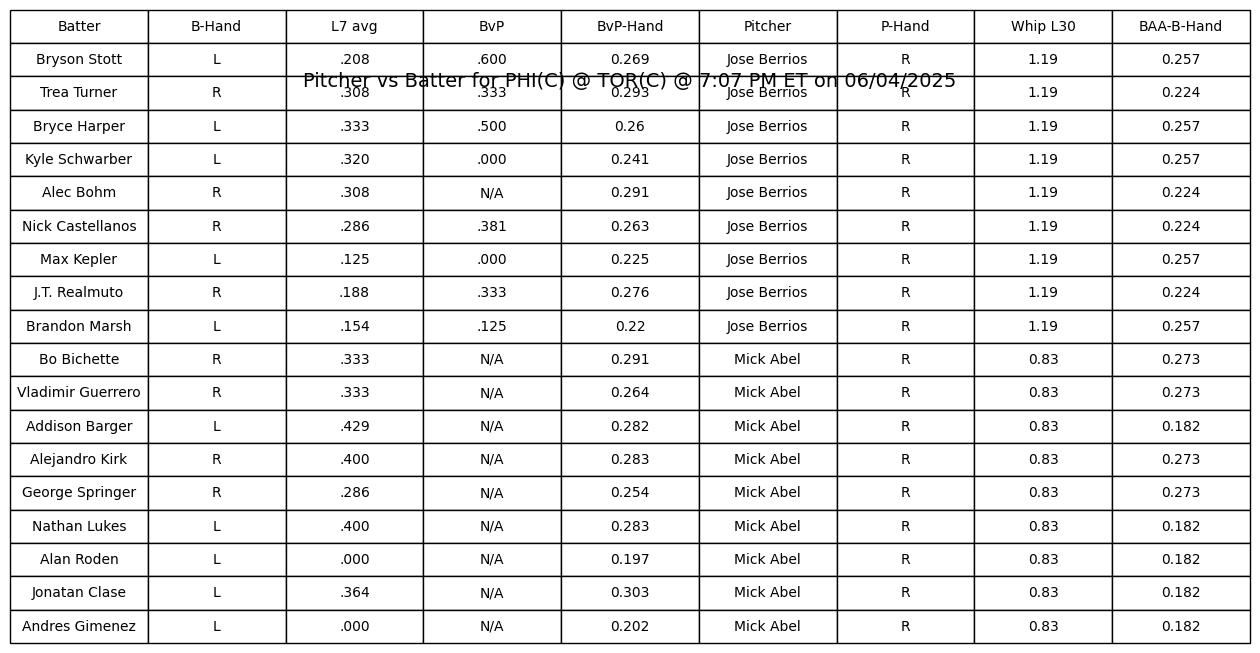 Batter B-Hand L7 avg BvP BvP-Hand Pitcher P-Hand Whip L30 BAA-B-Hand
Bryson Stott L .208 .600 0.269 Jose Berrios R 1.19 0.257
Pitcher vs Batter for PHI(C) @ TOR(C) @ 7:07 PM ET on 06/04/2025
Trea Turner R .308 .333 0.293 Jose Berrios R 1.19 0.224
Bryce Harper L .333 .500 0.26 Jose Berrios R 1.19 0.257
Kyle Schwarber L .320 .000 0.241 Jose Berrios R 1.19 0.257
Alec Bohm R .308 N/A 0.291 Jose Berrios R 1.19 0.224
Nick Castellanos R .286 .381 0.263 Jose Berrios R 1.19 0.224
Max Kepler L .125 .000 0.225 Jose Berrios R 1.19 0.257
J.T. Realmuto R .188 .333 0.276 Jose Berrios R 1.19 0.224
Brandon Marsh L .154 .125 0.22 Jose Berrios R 1.19 0.257
Bo Bichette R .333 N/A 0.291 Mick Abel R 0.83 0.273
Vladimir Guerrero R .333 N/A 0.264 Mick Abel R 0.83 0.273
Addison Barger L .429 N/A 0.282 Mick Abel R 0.83 0.182
Alejandro Kirk R .400 N/A 0.283 Mick Abel R 0.83 0.273
George Springer R .286 N/A 0.254 Mick Abel R 0.83 0.273
Nathan Lukes L .400 N/A 0.283 Mick Abel R 0.83 0.182
Alan Roden L .000 N/A 0.197 Mick Abel R 0.83 0.182
Jonatan Clase L .364 N/A 0.303 Mick Abel R 0.83 0.182
Andres Gimenez L .000 N/A 0.202 Mick Abel R 0.83 0.182